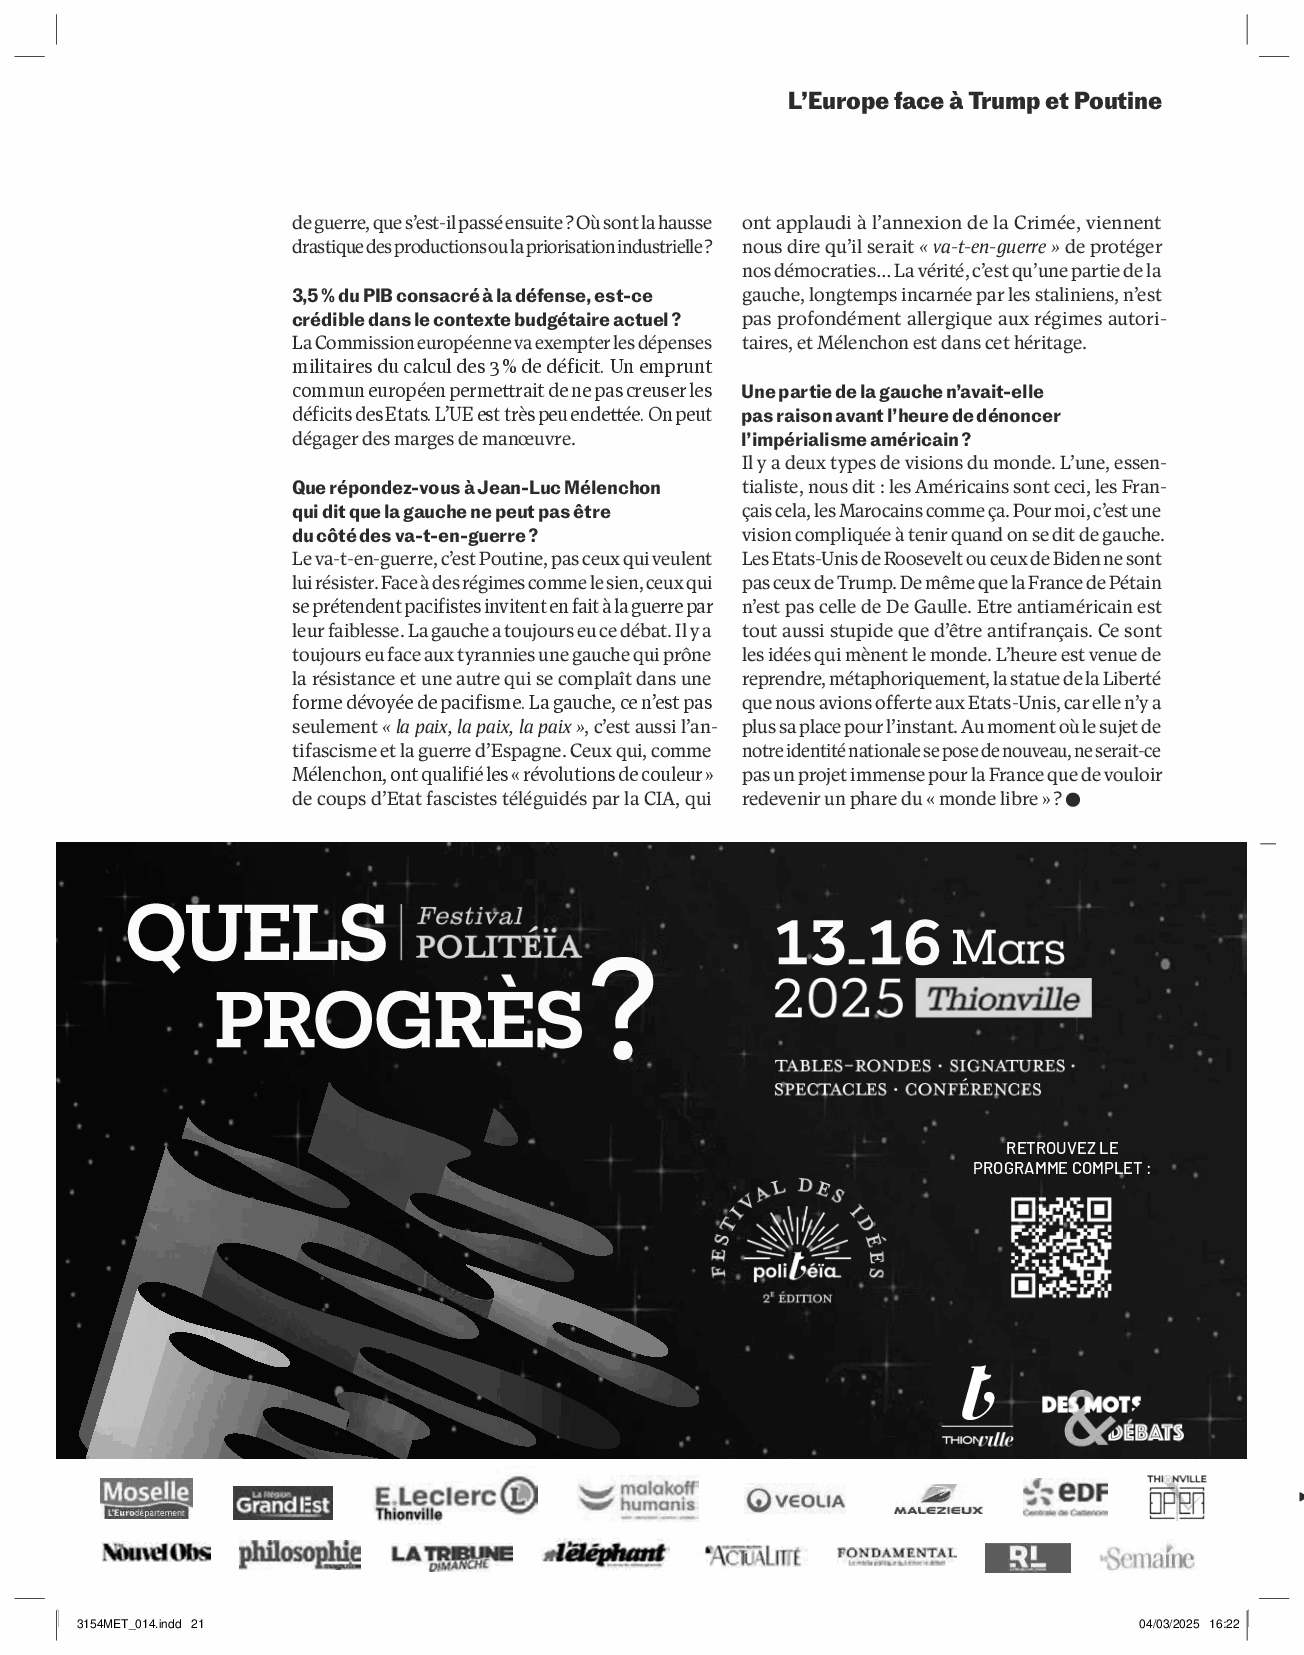 L’Europe face à Trump et Poutine
de guerre, que s’est-il passé ensuite ? Où sont la hausse
drastique des productions ou la priorisation industrielle ?
3,5 % du PIB consacré à la défense, est-ce
crédible dans le contexte budgétaire actuel ?
La Commission européenne va exempter les dépenses
militaires du calcul des 3 % de déficit. Un emprunt
commun européen permettrait de ne pas creuser les
déficits des Etats. L’UE est très peu endettée. On peut
dégager des marges de manœuvre.
Que répondez-vous à Jean-Luc Mélenchon
qui dit que la gauche ne peut pas être
du côté des va-t-en-guerre ?
Le va-t-en-guerre, c’est Poutine, pas ceux qui veulent
lui résister. Face à des régimes comme le sien, ceux qui
se prétendent pacifistes invitent en fait à la guerre par
leur faiblesse. La gauche a toujours eu ce débat. Il y a
toujours eu face aux tyrannies une gauche qui prône
la résistance et une autre qui se complaît dans une
forme dévoyée de pacifisme. La gauche, ce n’est pas
seulement « la paix, la paix, la paix », c’est aussi l’an-
tifascisme et la guerre d’Espagne. Ceux qui, comme
Mélenchon, ont qualifié les « révolutions de couleur »
de coups d’Etat fascistes téléguidés par la CIA, qui
ont applaudi à l’annexion de la Crimée, viennent
nous dire qu’il serait « va-t-en-guerre » de protéger
nos démocraties… La vérité, c’est qu’une partie de la
gauche, longtemps incarnée par les staliniens, n’est
pas profondément allergique aux régimes autori-
taires, et Mélenchon est dans cet héritage.
Une partie de la gauche n’avait-elle
pas raison avant l’heure de dénoncer
l’impérialisme américain ?
Il y a deux types de visions du monde. L’une, essen-
tialiste, nous dit : les Américains sont ceci, les Fran-
çais cela, les Marocains comme ça. Pour moi, c’est une
vision compliquée à tenir quand on se dit de gauche.
Les Etats-Unis de Roosevelt ou ceux de Biden ne sont
pas ceux de Trump. De même que la France de Pétain
n’est pas celle de De Gaulle. Etre antiaméricain est
tout aussi stupide que d’être antifrançais. Ce sont
les idées qui mènent le monde. L’heure est venue de
reprendre, métaphoriquement, la statue de la Liberté
que nous avions offerte aux Etats-Unis, car elle n’y a
plus sa place pour l’instant. Au moment où le sujet de
notre identité nationale se pose de nouveau, ne serait-ce
pas un projet immense pour la France que de vouloir
redevenir un phare du « monde libre » ? ●
QUELS
PROGRÈS ?
Festival
POLITÉÏA
13_16 Mars
2025 Thionville
TABLES-RONDES · SIGNATURES ·
SPECTACLES · CONFÉRENCES
RETROUVEZ LE
PROGRAMME COMPLET :
FESTIVAL DES IDÉES
politéïa
2E ÉDITION
t
THIONville
DES MOTS
& DÉBATS
Moselle
L’Eurodépartement
La Région
Grand Est
E.Leclerc L
Thionville
malakoff
humanis
VEOLIA
MALEZIEUX
eDF
Centrale de Cattenom
THIONVILLE
OPEN
Le Nouvel Obs
philosophie
magazine
LA TRIBUNE
DIMANCHE
l’éléphant
ACTUALITTÉ
FONDAMENTAL
RL
la Semaine
3154MET_014.indd 21
04/03/2025 16:22